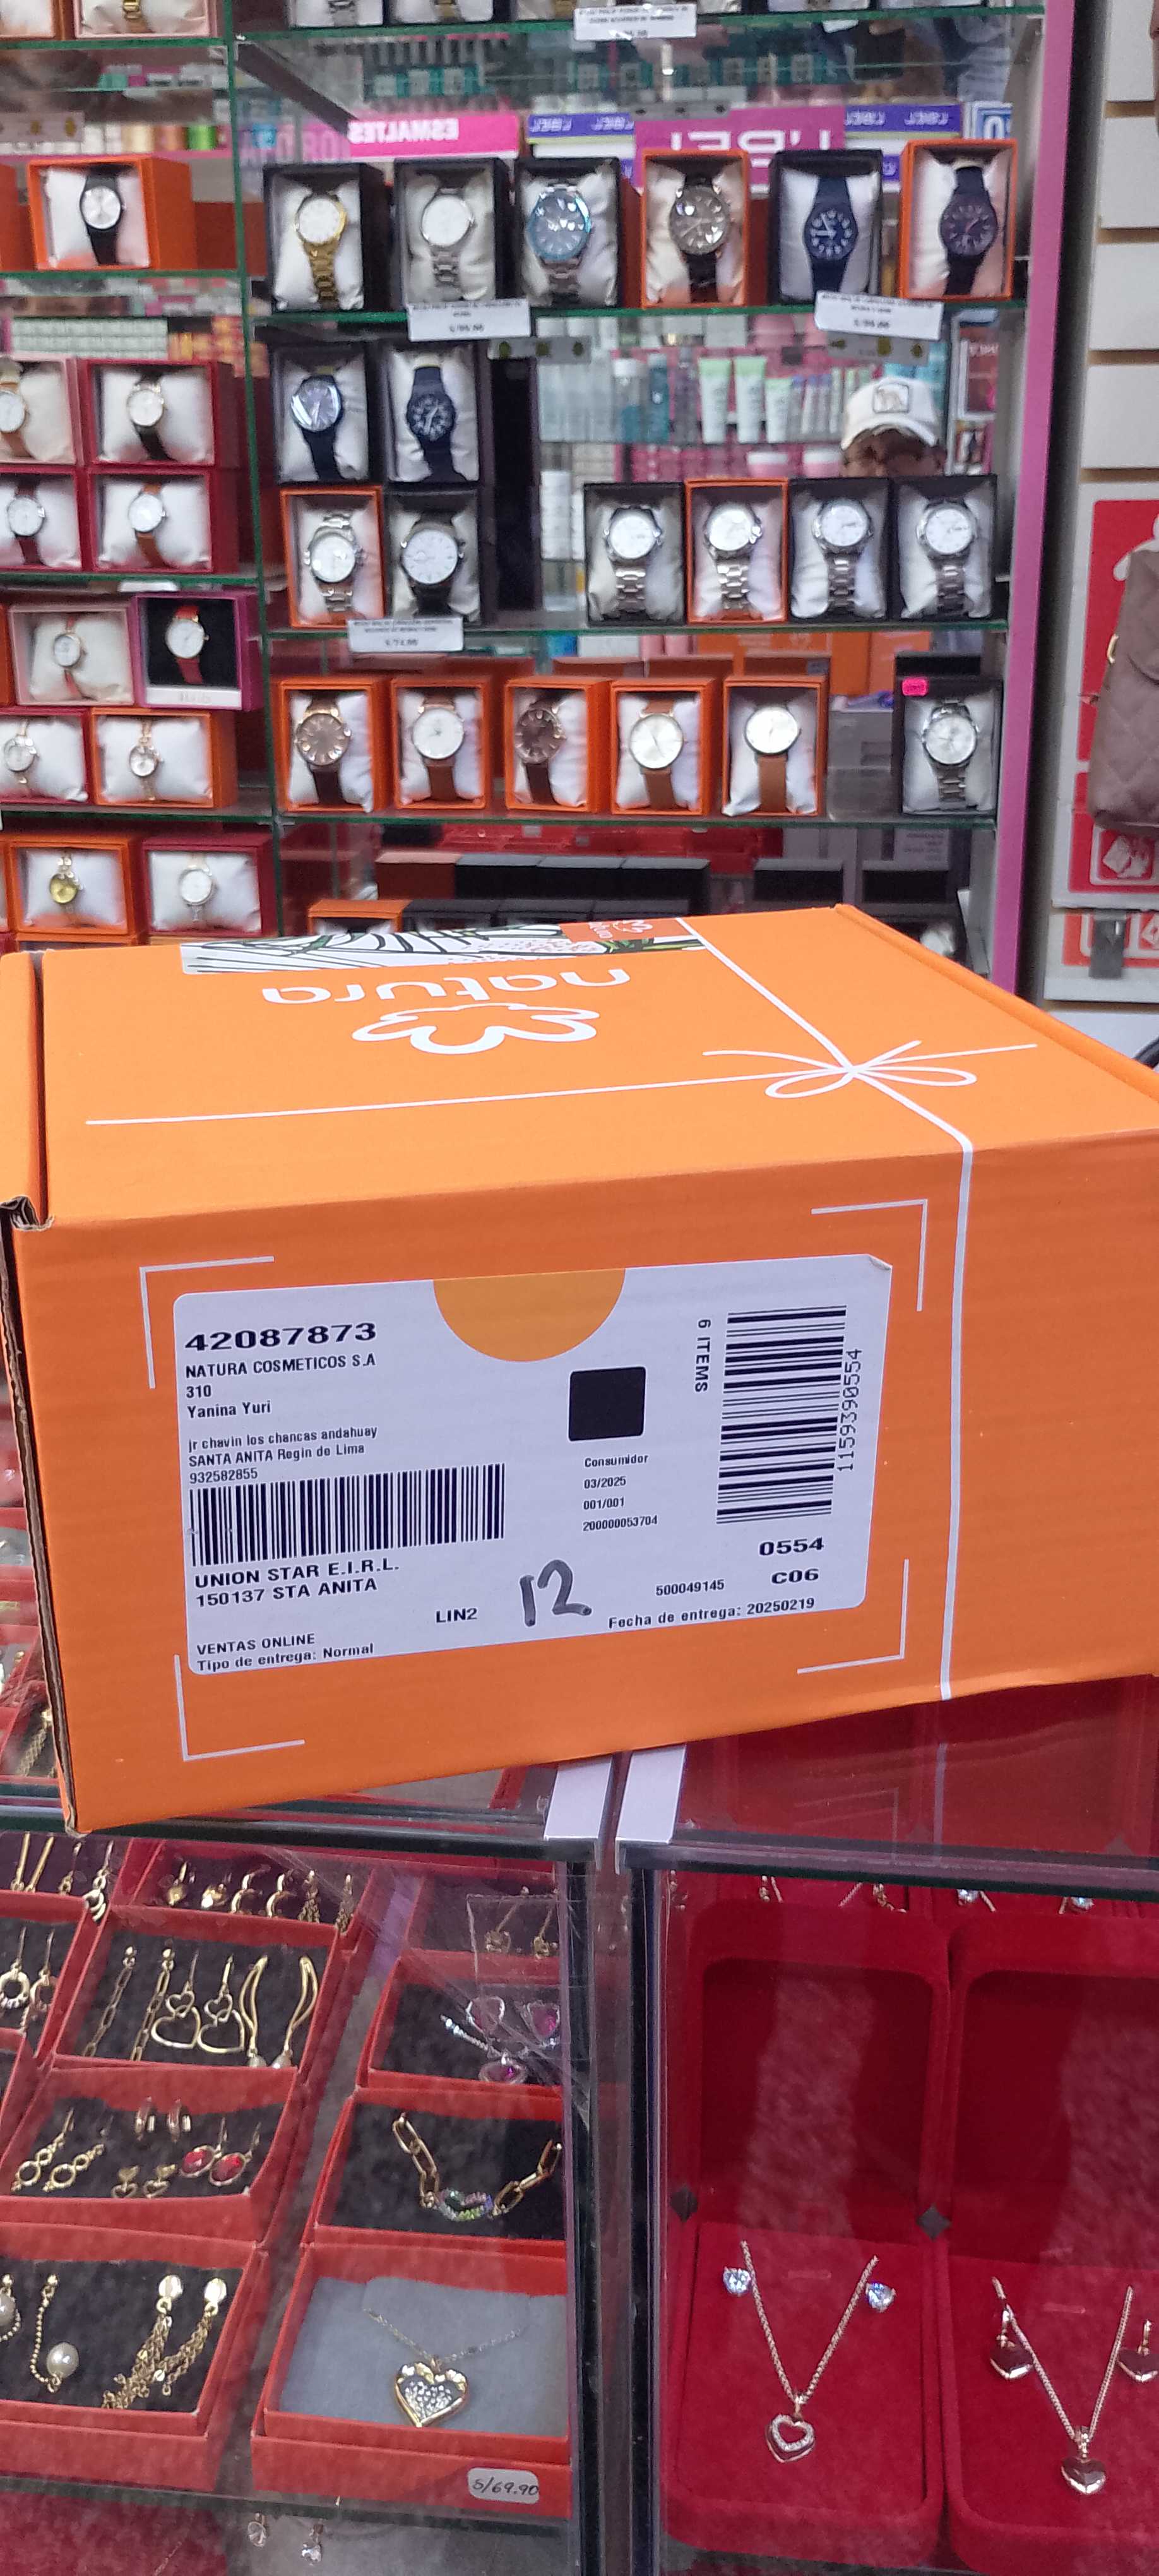 ESMALTES
L'BEL
natura
42087873
NATURA COSMETICOS S.A
310
Yanina Yuri
jr chavin los chancas andahuay
SANTA ANITA Regin de Lima
932582855
UNION STAR E.I.R.L.
150137 STA ANITA
LIN2
12
VENTAS ONLINE
Tipo de entrega: Normal
Consumidor
03/2025
001/001
200000053704
6 ITEMS
1159390554
0554
C06
500049145
Fecha de entrega: 20250219
S/69.90